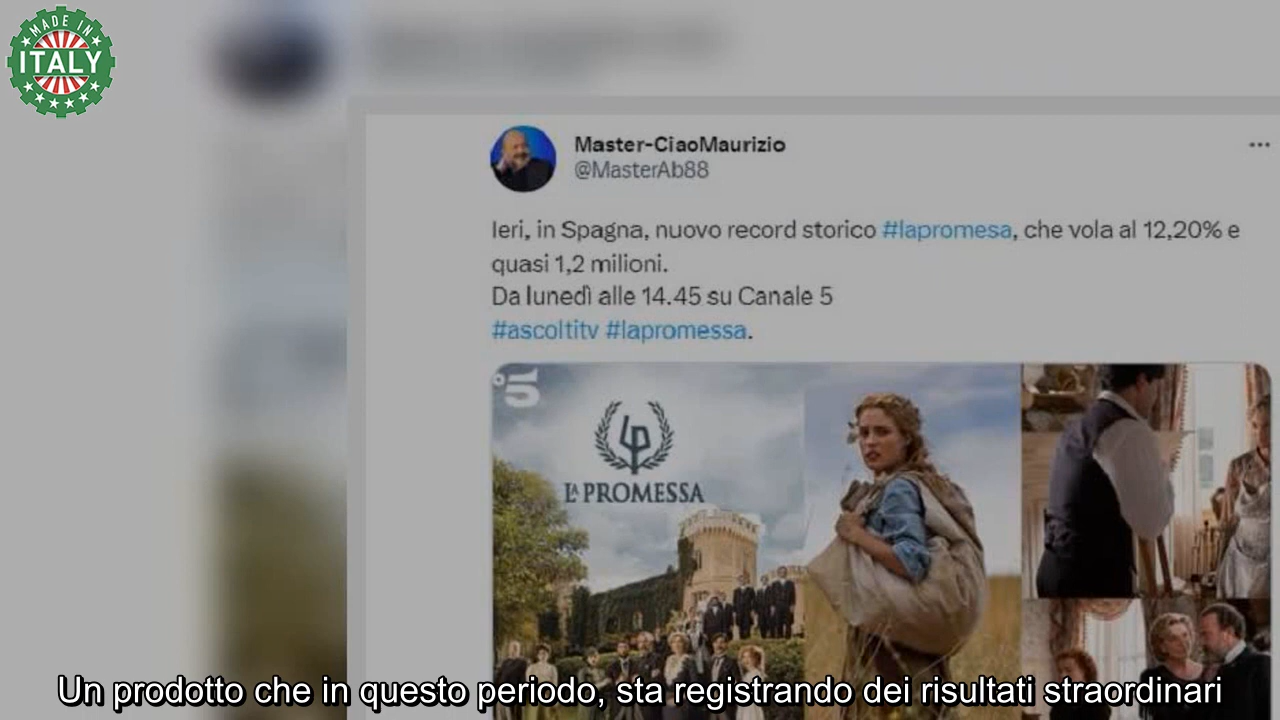 MADE IN
ITALY
Master-CiaoMaurizio
@MasterAb88
Ieri, in Spagna, nuovo record storico #lapromesa, che vola al 12,20% e
quasi 1,2 milioni.
Da lunedì alle 14.45 su Canale 5
#ascoltitv #lapromessa.
5
LP
LA PROMESSA
Un prodotto che in questo periodo, sta registrando dei risultati straordinari